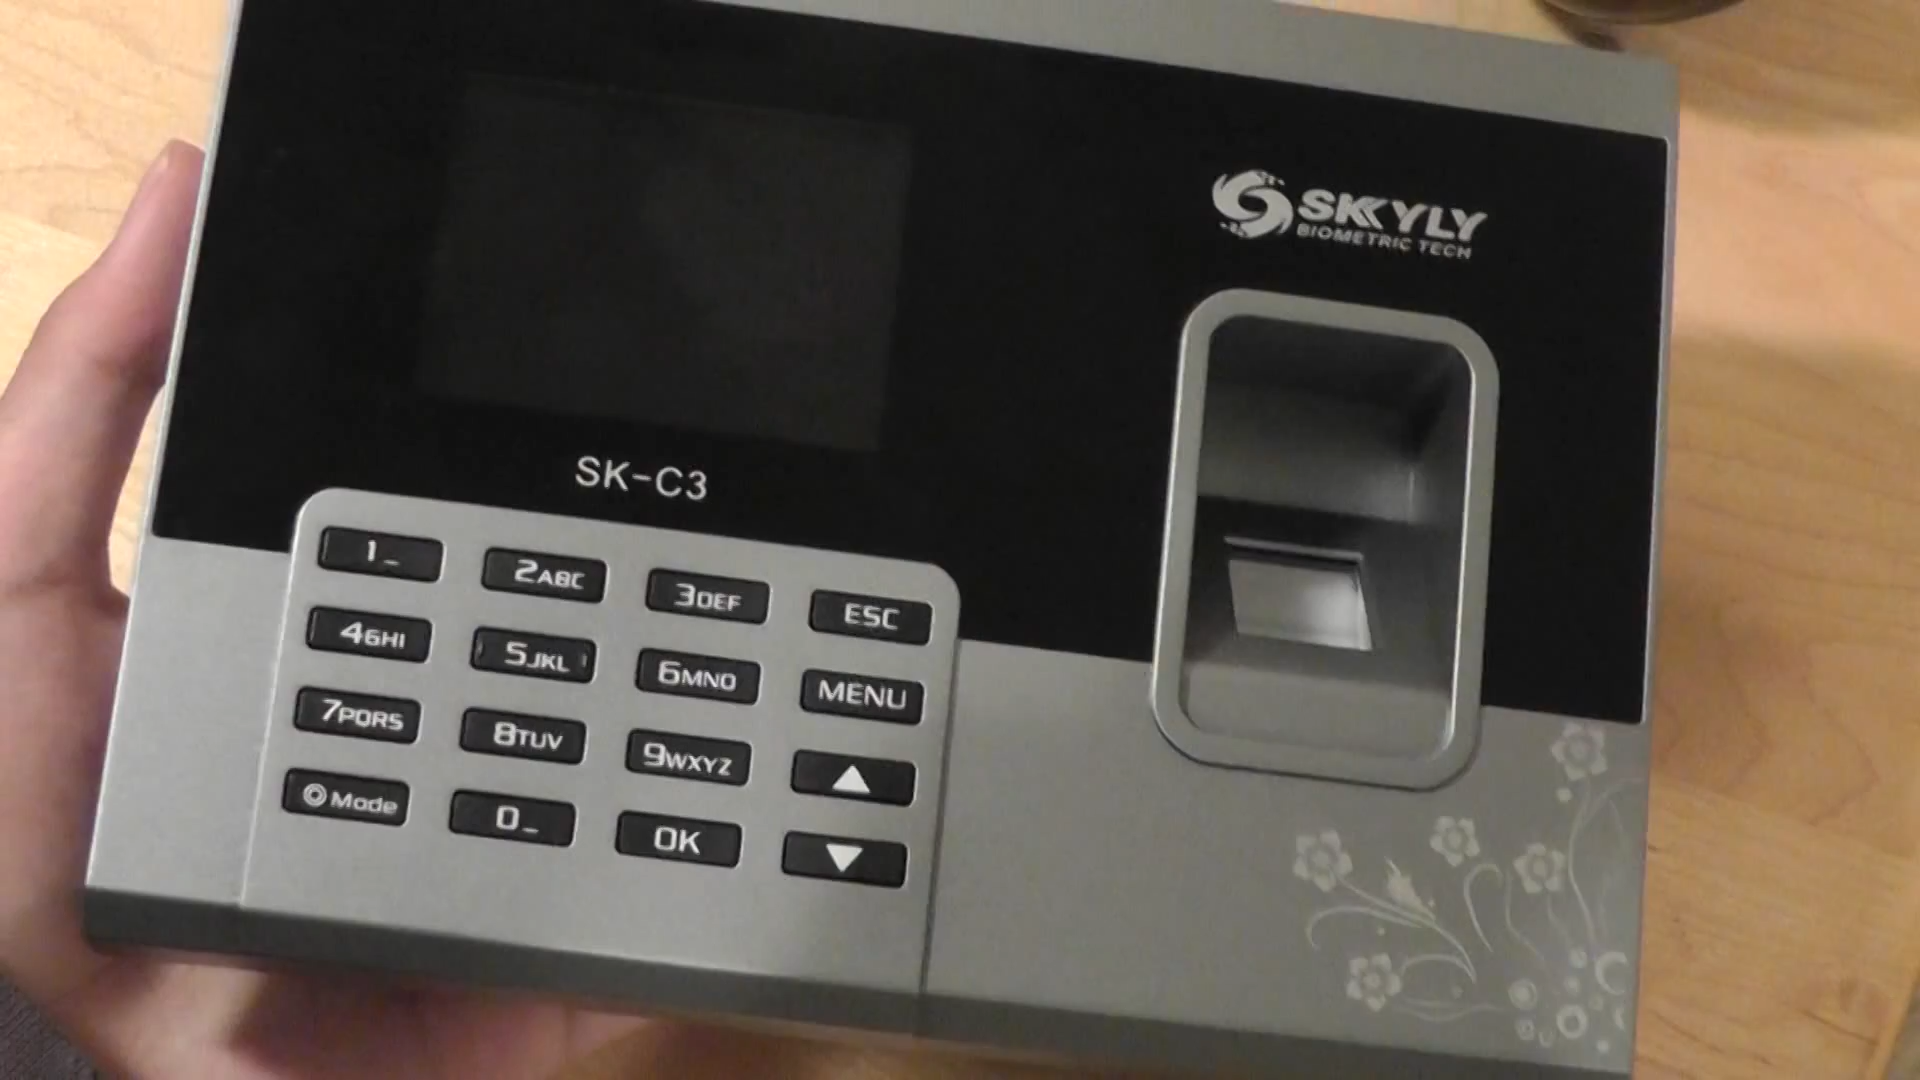 SKYLY
BIOMETRIC TECH
SK-C3
1_ 2ABC 3DEF ESC
4GHI 5JKL 6MNO MENU
7PQRS 8TUV 9WXYZ ▲
Mode 0_ OK ▼